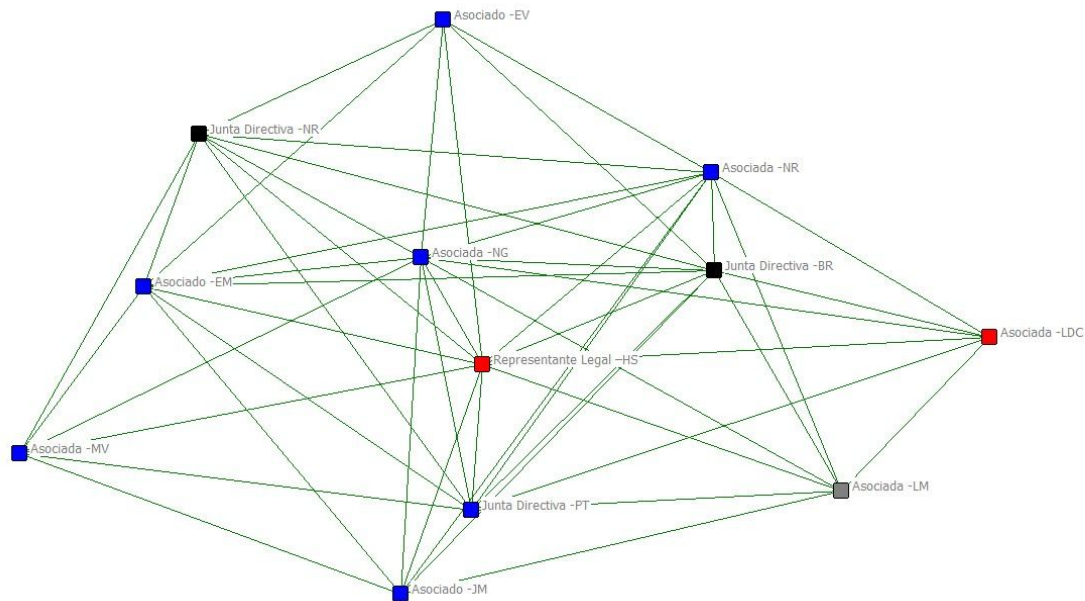 Asociado -EV
Junta Directiva -NR
Asociada -NR
Asociada -NG
Junta Directiva -BR
Asociado -EM
Asociada -LDC
Representante Legal –HS
Asociada -MV
Asociada -LM
Junta Directiva -PT
Asociado -JM